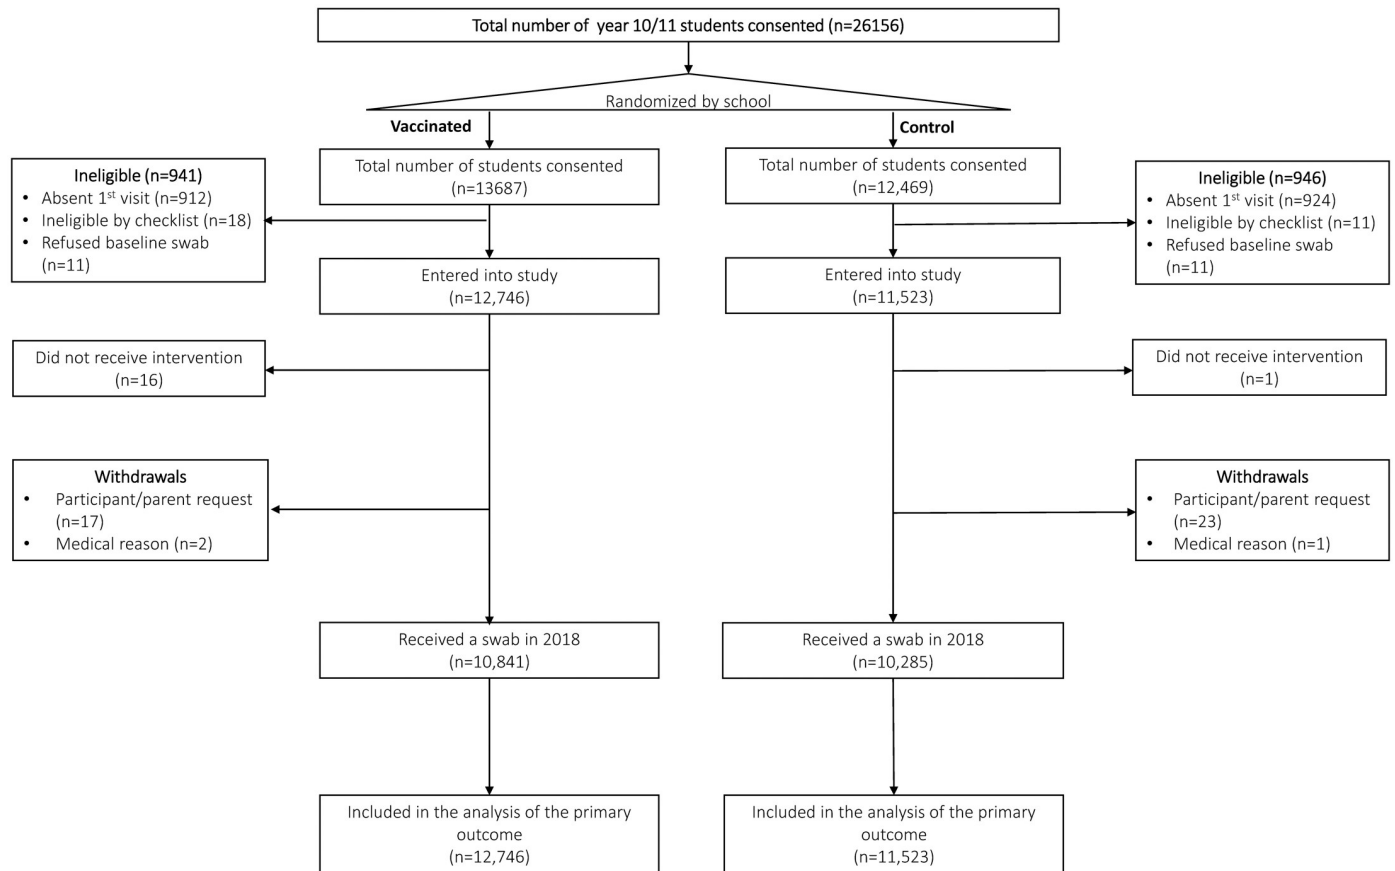 Total number of year 10/11 students consented (n=26156)
Randomized by school
Vaccinated
Control
Total number of students consented
(n=13687)
Total number of students consented
(n=12,469)
Ineligible (n=941)
• Absent 1st visit (n=912)
• Ineligible by checklist (n=18)
• Refused baseline swab
(n=11)
Ineligible (n=946)
• Absent 1st visit (n=924)
• Ineligible by checklist (n=11)
• Refused baseline swab
(n=11)
Entered into study
(n=12,746)
Entered into study
(n=11,523)
Did not receive intervention
(n=16)
Did not receive intervention
(n=1)
Withdrawals
• Participant/parent request
(n=17)
• Medical reason (n=2)
Withdrawals
• Participant/parent request
(n=23)
• Medical reason (n=1)
Received a swab in 2018
(n=10,841)
Received a swab in 2018
(n=10,285)
Included in the analysis of the primary
outcome
(n=12,746)
Included in the analysis of the primary
outcome
(n=11,523)